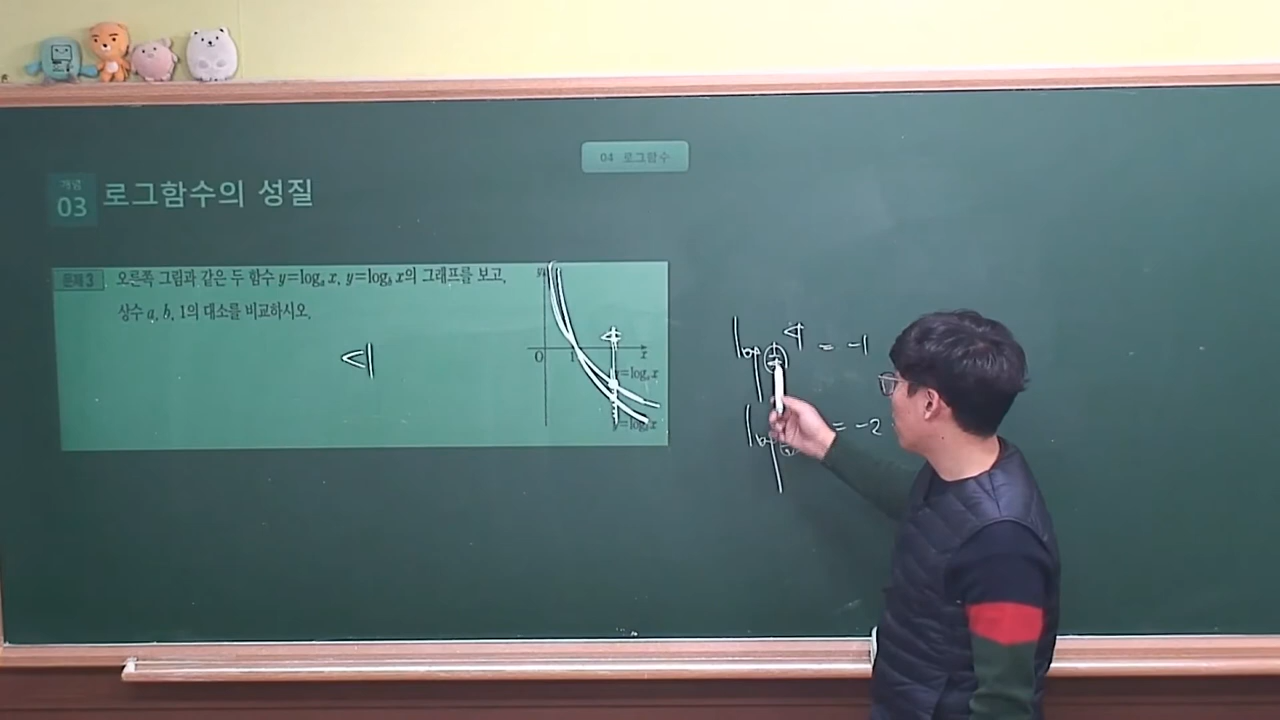 04 로그함수
개념
03 로그함수의 성질
문제 3 오른쪽 그림과 같은 두 함수 y=logₐ x, y=log_b x의 그래프를 보고,
상수 a, b, 1의 대소를 비교하시오.
<1
y
4
O 1 x
y=logₐ x
y=log_b x
log 4 = -1
log = -2